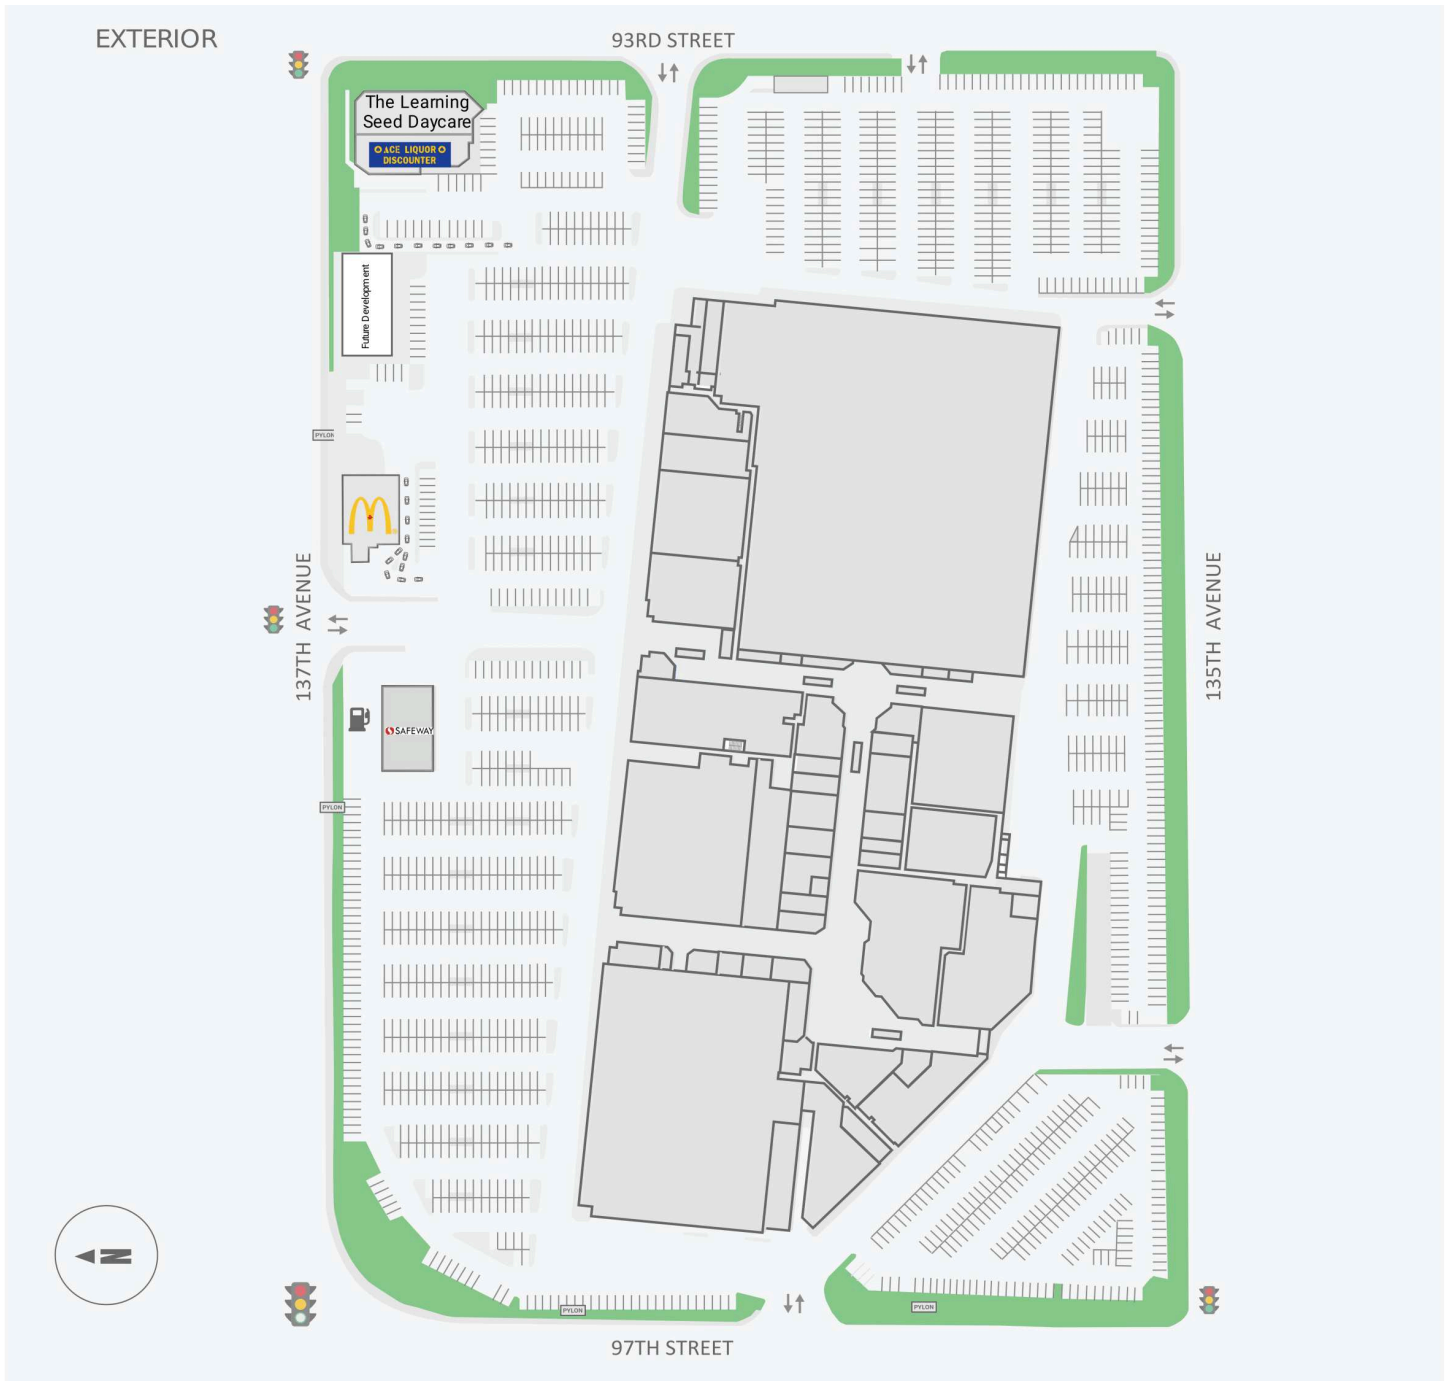 EXTERIOR
93RD STREET
The Learning
Seed Daycare
ACE LIQUOR
DISCOUNTER
Future Development
PYLON
137TH AVENUE
135TH AVENUE
SAFEWAY
PYLON
N
PYLON
PYLON
97TH STREET